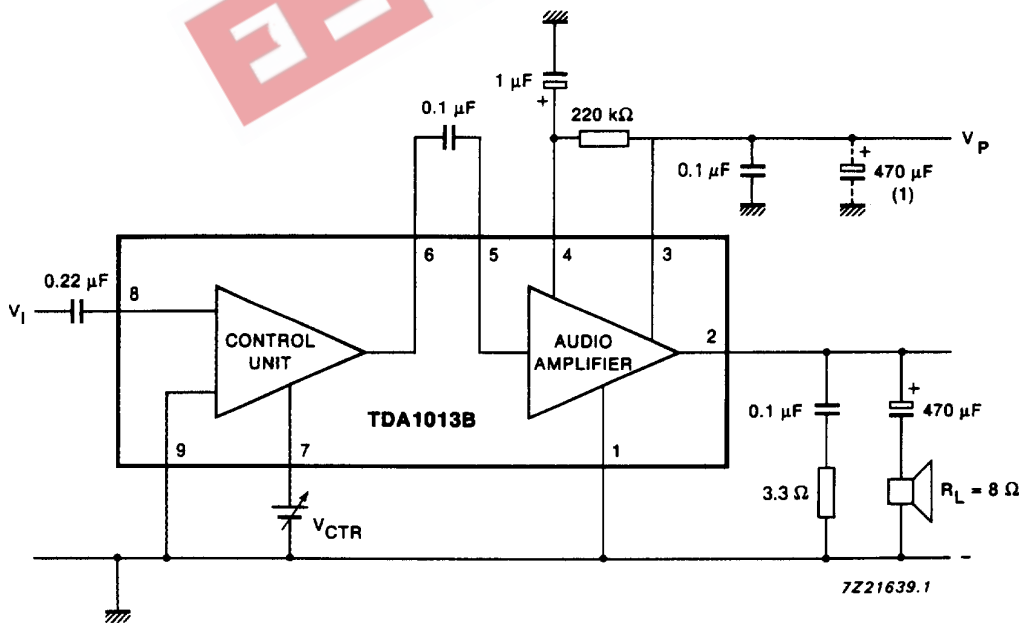 1 µF
+
0.1 µF
220 kΩ
V_P
0.1 µF
+
470 µF
(1)
6
5
4
3
0.22 µF
8
V_I
CONTROL
UNIT
AUDIO
AMPLIFIER
2
TDA1013B
+
0.1 µF
470 µF
9
7
1
3.3 Ω
R_L = 8 Ω
V_CTR
-
7Z21639.1